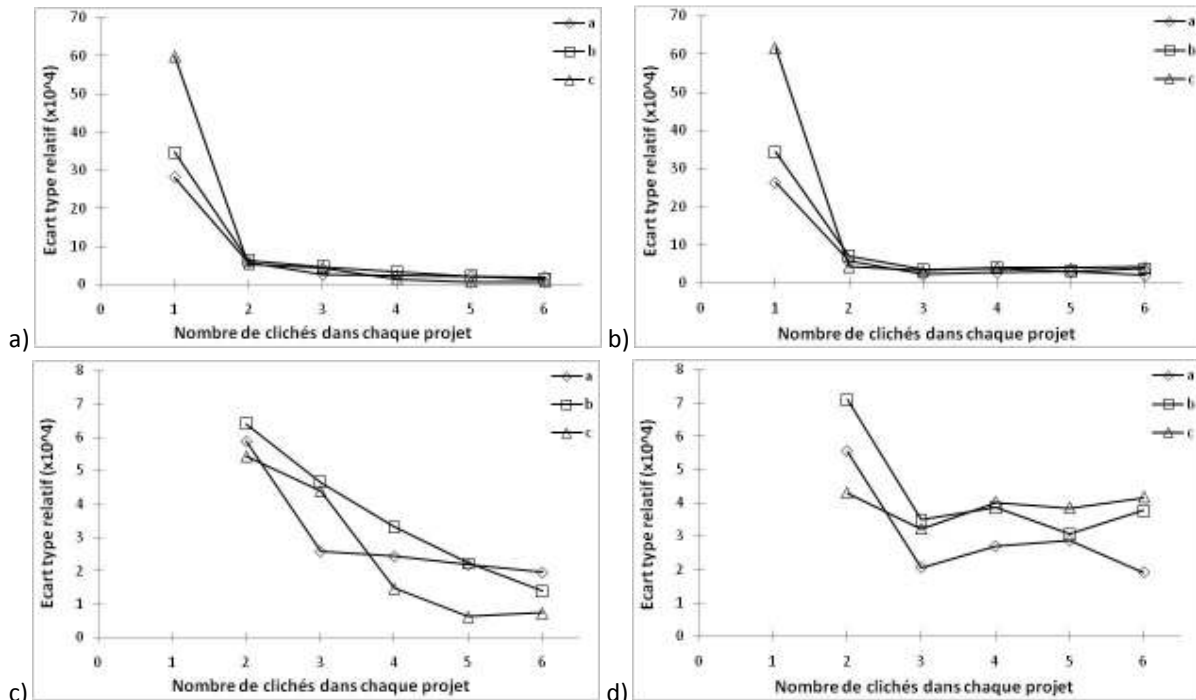 Ecart type relatif (x10^4)
70
60
50
40
30
20
10
0
0 1 2 3 4 5 6
Nombre de clichés dans chaque projet
a
b
c
a)
Ecart type relatif (x10^4)
70
60
50
40
30
20
10
0
0 1 2 3 4 5 6
Nombre de clichés dans chaque projet
a
b
c
b)
Ecart type relatif (x10^4)
8
7
6
5
4
3
2
1
0
0 1 2 3 4 5 6
Nombre de clichés dans chaque projet
a
b
c
c)
Ecart type relatif (x10^4)
8
7
6
5
4
3
2
1
0
0 1 2 3 4 5 6
Nombre de clichés dans chaque projet
a
b
c
d)